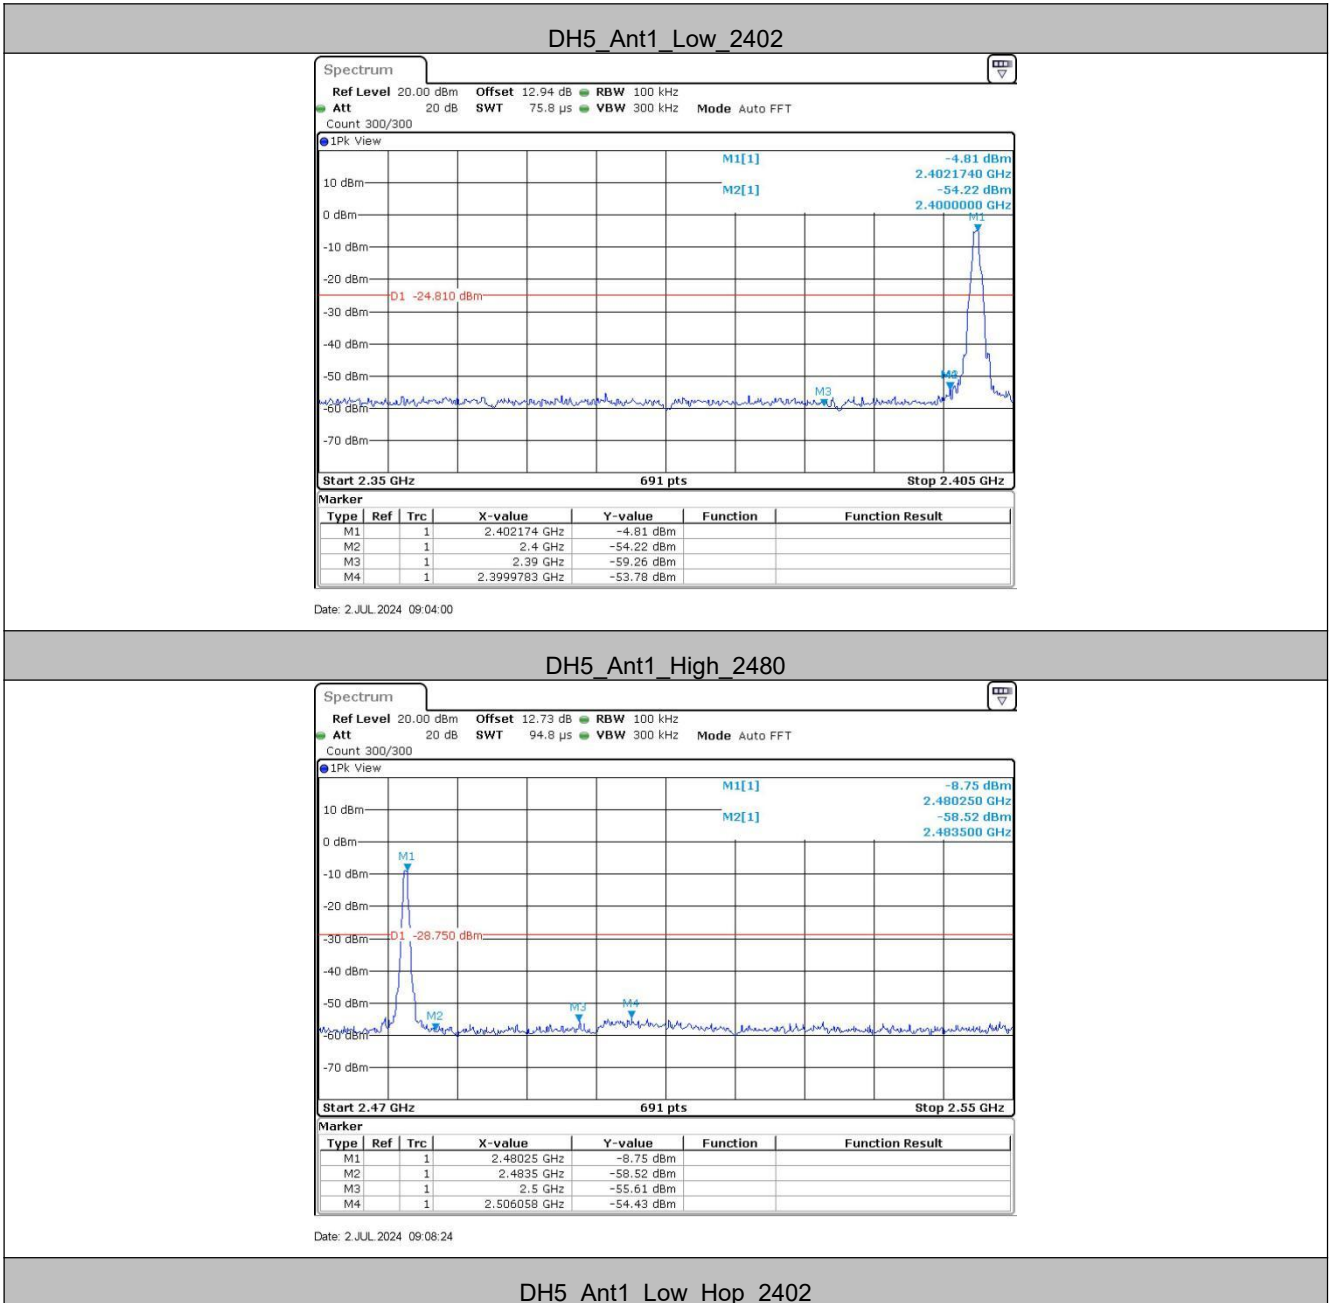 DH5_Ant1_Low_2402
Spectrum
Ref Level 20.00 dBm Offset 12.94 dB RBW 100 kHz
Att 20 dB SWT 75.8 µs VBW 300 kHz Mode Auto FFT
Count 300/300
1Pk View
M1[1] -4.81 dBm
2.4021740 GHz
10 dBm
M2[1] -54.22 dBm
2.4000000 GHz
0 dBm
M1
-10 dBm
-20 dBm
D1 -24.810 dBm
-30 dBm
-40 dBm
-50 dBm
M3
-60 dBm
-70 dBm
Start 2.35 GHz 691 pts Stop 2.405 GHz
Marker
Type Ref Trc X-value Y-value Function Function Result
M1 1 2.402174 GHz -4.81 dBm
M2 1 2.4 GHz -54.22 dBm
M3 1 2.39 GHz -59.26 dBm
M4 1 2.3999783 GHz -53.78 dBm
Date: 2.JUL.2024 09:04:00
DH5_Ant1_High_2480
Spectrum
Ref Level 20.00 dBm Offset 12.73 dB RBW 100 kHz
Att 20 dB SWT 94.8 µs VBW 300 kHz Mode Auto FFT
Count 300/300
1Pk View
M1[1] -8.75 dBm
2.480250 GHz
10 dBm
M2[1] -58.52 dBm
2.483500 GHz
0 dBm
M1
-10 dBm
-20 dBm
-30 dBm D1 -28.750 dBm
-40 dBm
-50 dBm
M2 M3 M4
-60 dBm
-70 dBm
Start 2.47 GHz 691 pts Stop 2.55 GHz
Marker
Type Ref Trc X-value Y-value Function Function Result
M1 1 2.48025 GHz -8.75 dBm
M2 1 2.4835 GHz -58.52 dBm
M3 1 2.5 GHz -55.61 dBm
M4 1 2.506058 GHz -54.43 dBm
Date: 2.JUL.2024 09:08:24
DH5_Ant1_Low_Hop_2402